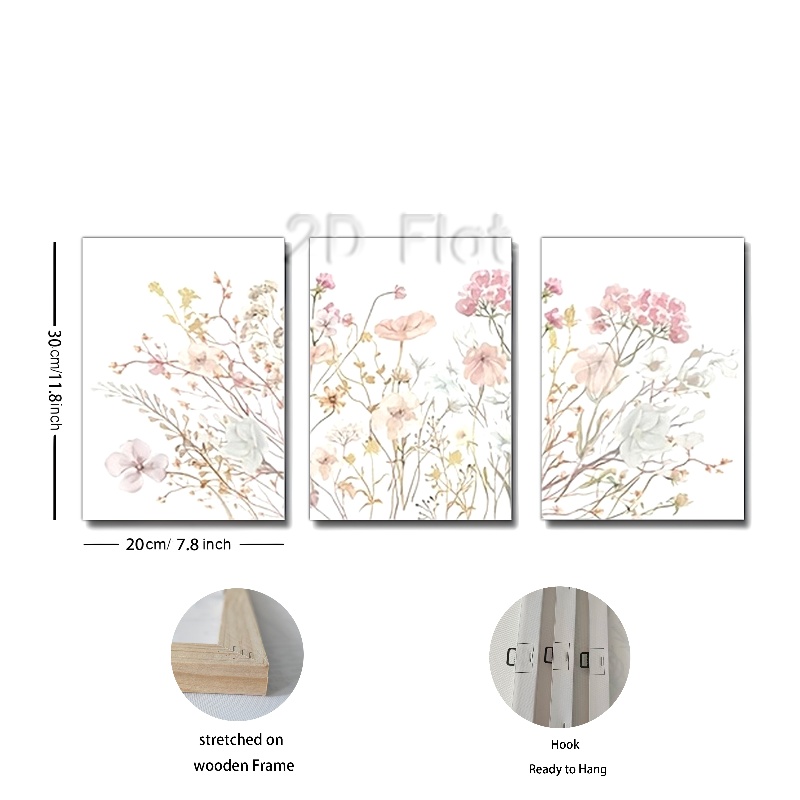 2D Flat
30cm/11.8inch
20cm/ 7.8 inch
stretched on
wooden Frame
Hook
Ready to Hang